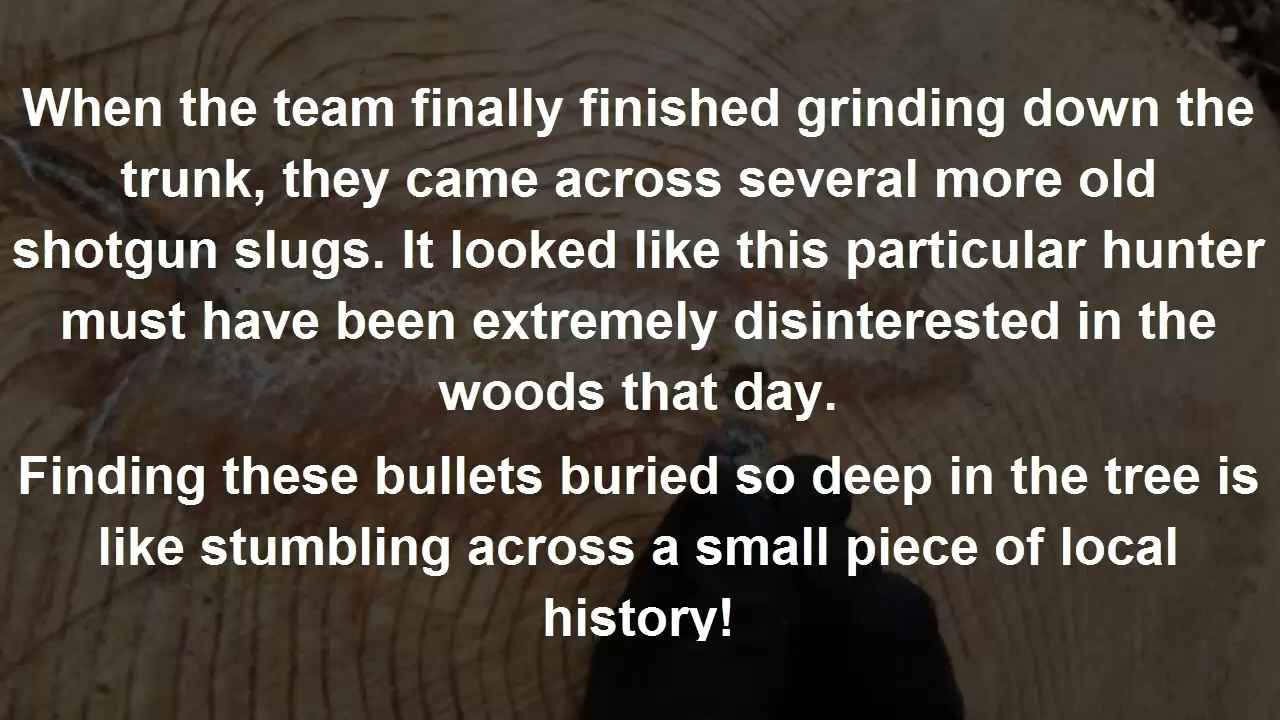 When the team finally finished grinding down the
trunk, they came across several more old
shotgun slugs. It looked like this particular hunter
must have been extremely disinterested in the
woods that day.
Finding these bullets buried so deep in the tree is
like stumbling across a small piece of local
history!